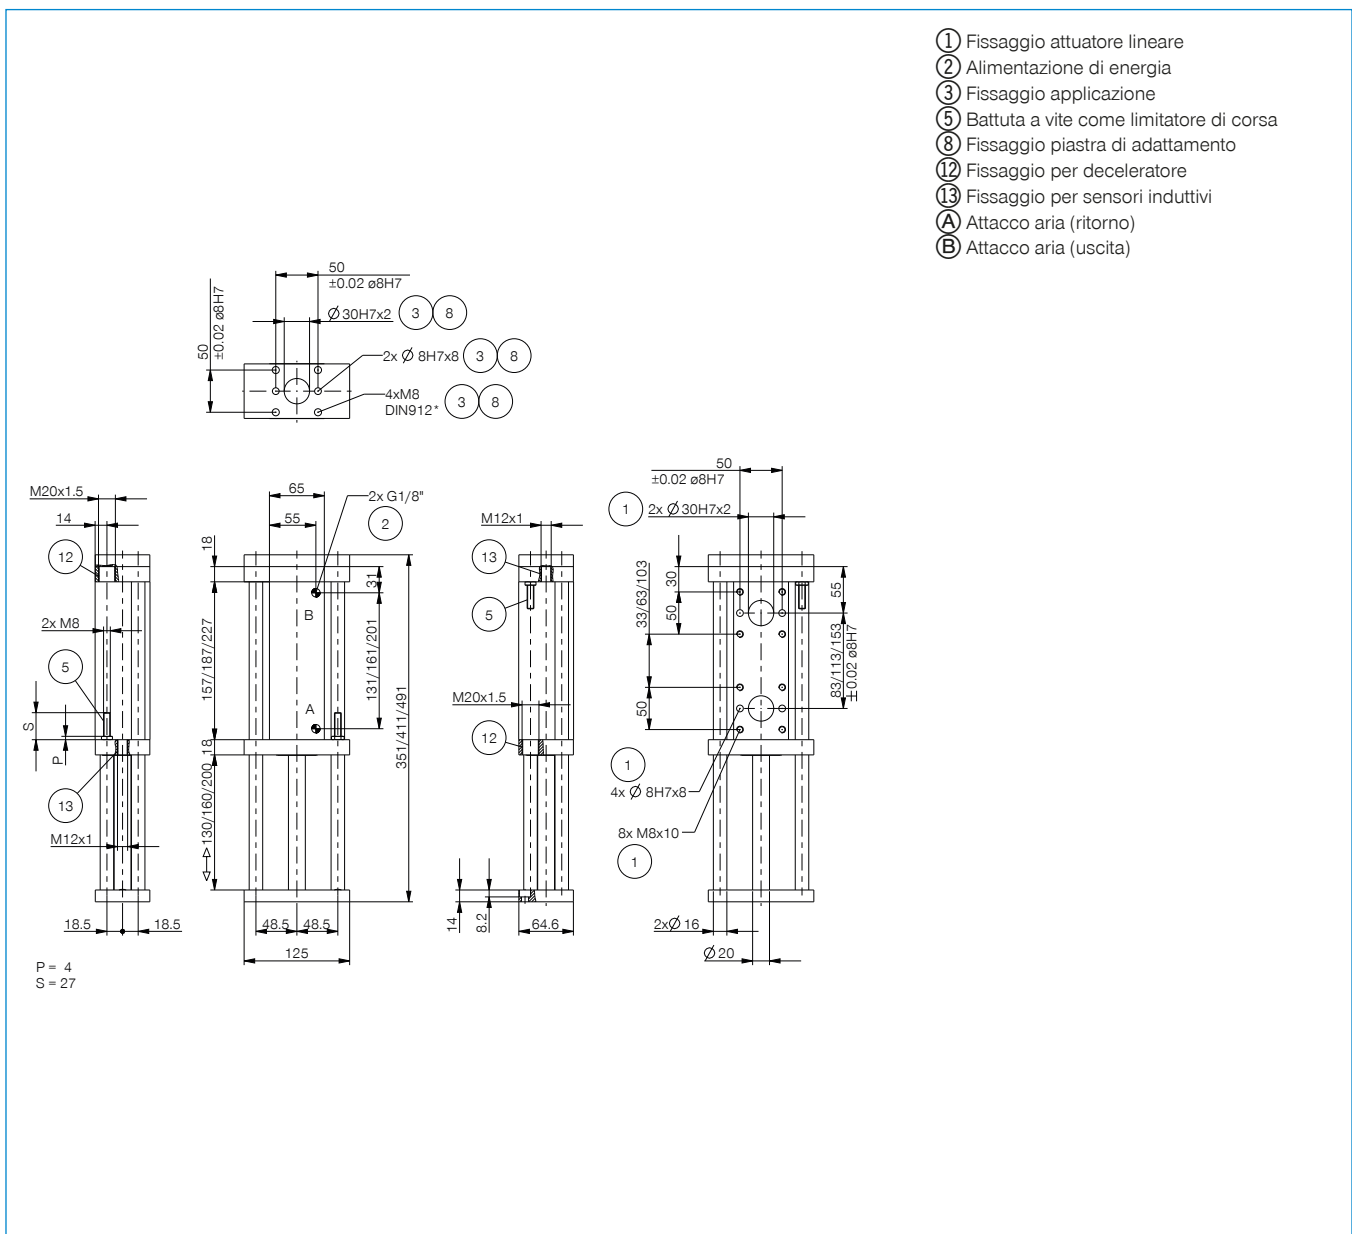 1 Fissaggio attuatore lineare
2 Alimentazione di energia
3 Fissaggio applicazione
5 Battuta a vite come limitatore di corsa
8 Fissaggio piastra di adattamento
12 Fissaggio per deceleratore
13 Fissaggio per sensori induttivi
A Attacco aria (ritorno)
B Attacco aria (uscita)
50
±0.02 ø8H7
50
±0.02 ø8H7
Ø 30H7x2 3 8
2x Ø 8H7x8 3 8
4xM8
DIN912* 3 8
M20x1.5
14
12
2x M8
5
S
P
13
M12x1
18.5
18.5
P = 4
S = 27
65
55
2x G1/8"
2
18
31
B
157/187/227
131/161/201
A
351/411/491
18
130/160/200
48.5
48.5
125
M12x1
13
5
M20x1.5
12
14
8.2
64.6
50
±0.02 ø8H7
1 2x Ø 30H7x2
30
55
33/63/103
50
83/113/153
±0.02 ø8H7
50
1
4x Ø 8H7x8
8x M8x10
1
2xØ 16
Ø 20